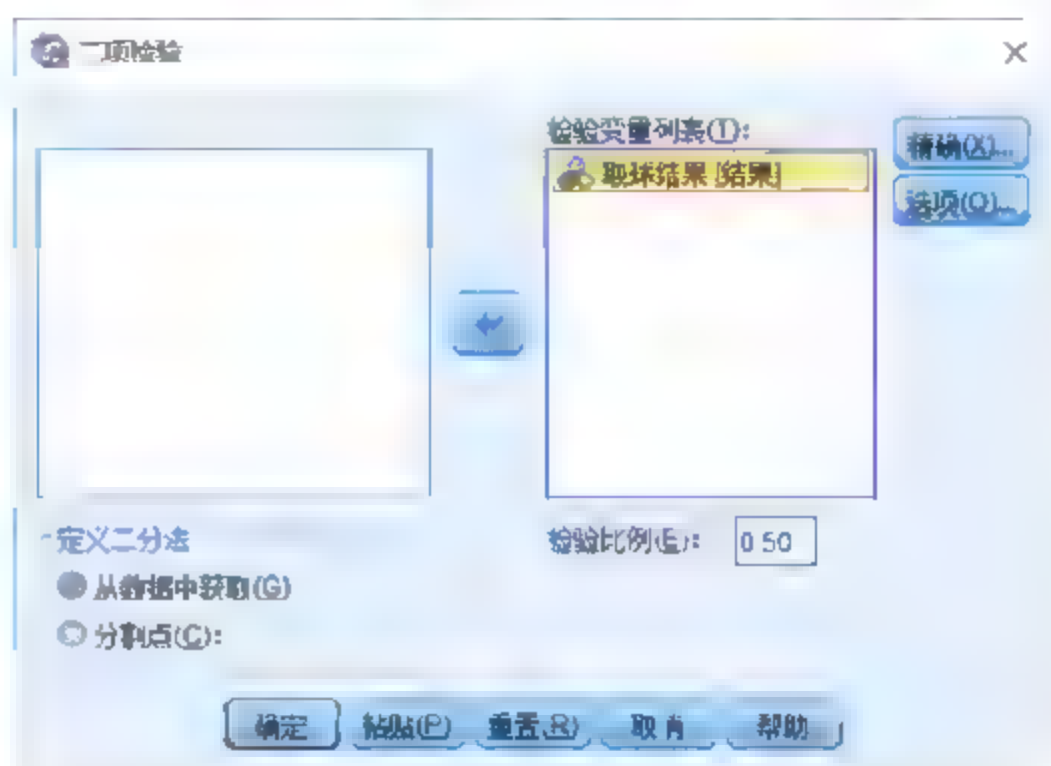 二项检验
检验变量列表(T):
取球结果 [结果]
精确(X)...
选项(O)...
定义二分法
从数据中获取(G)
分割点(C):
检验比例(E): 0.50
确定 粘贴(P) 重置(R) 取消 帮助